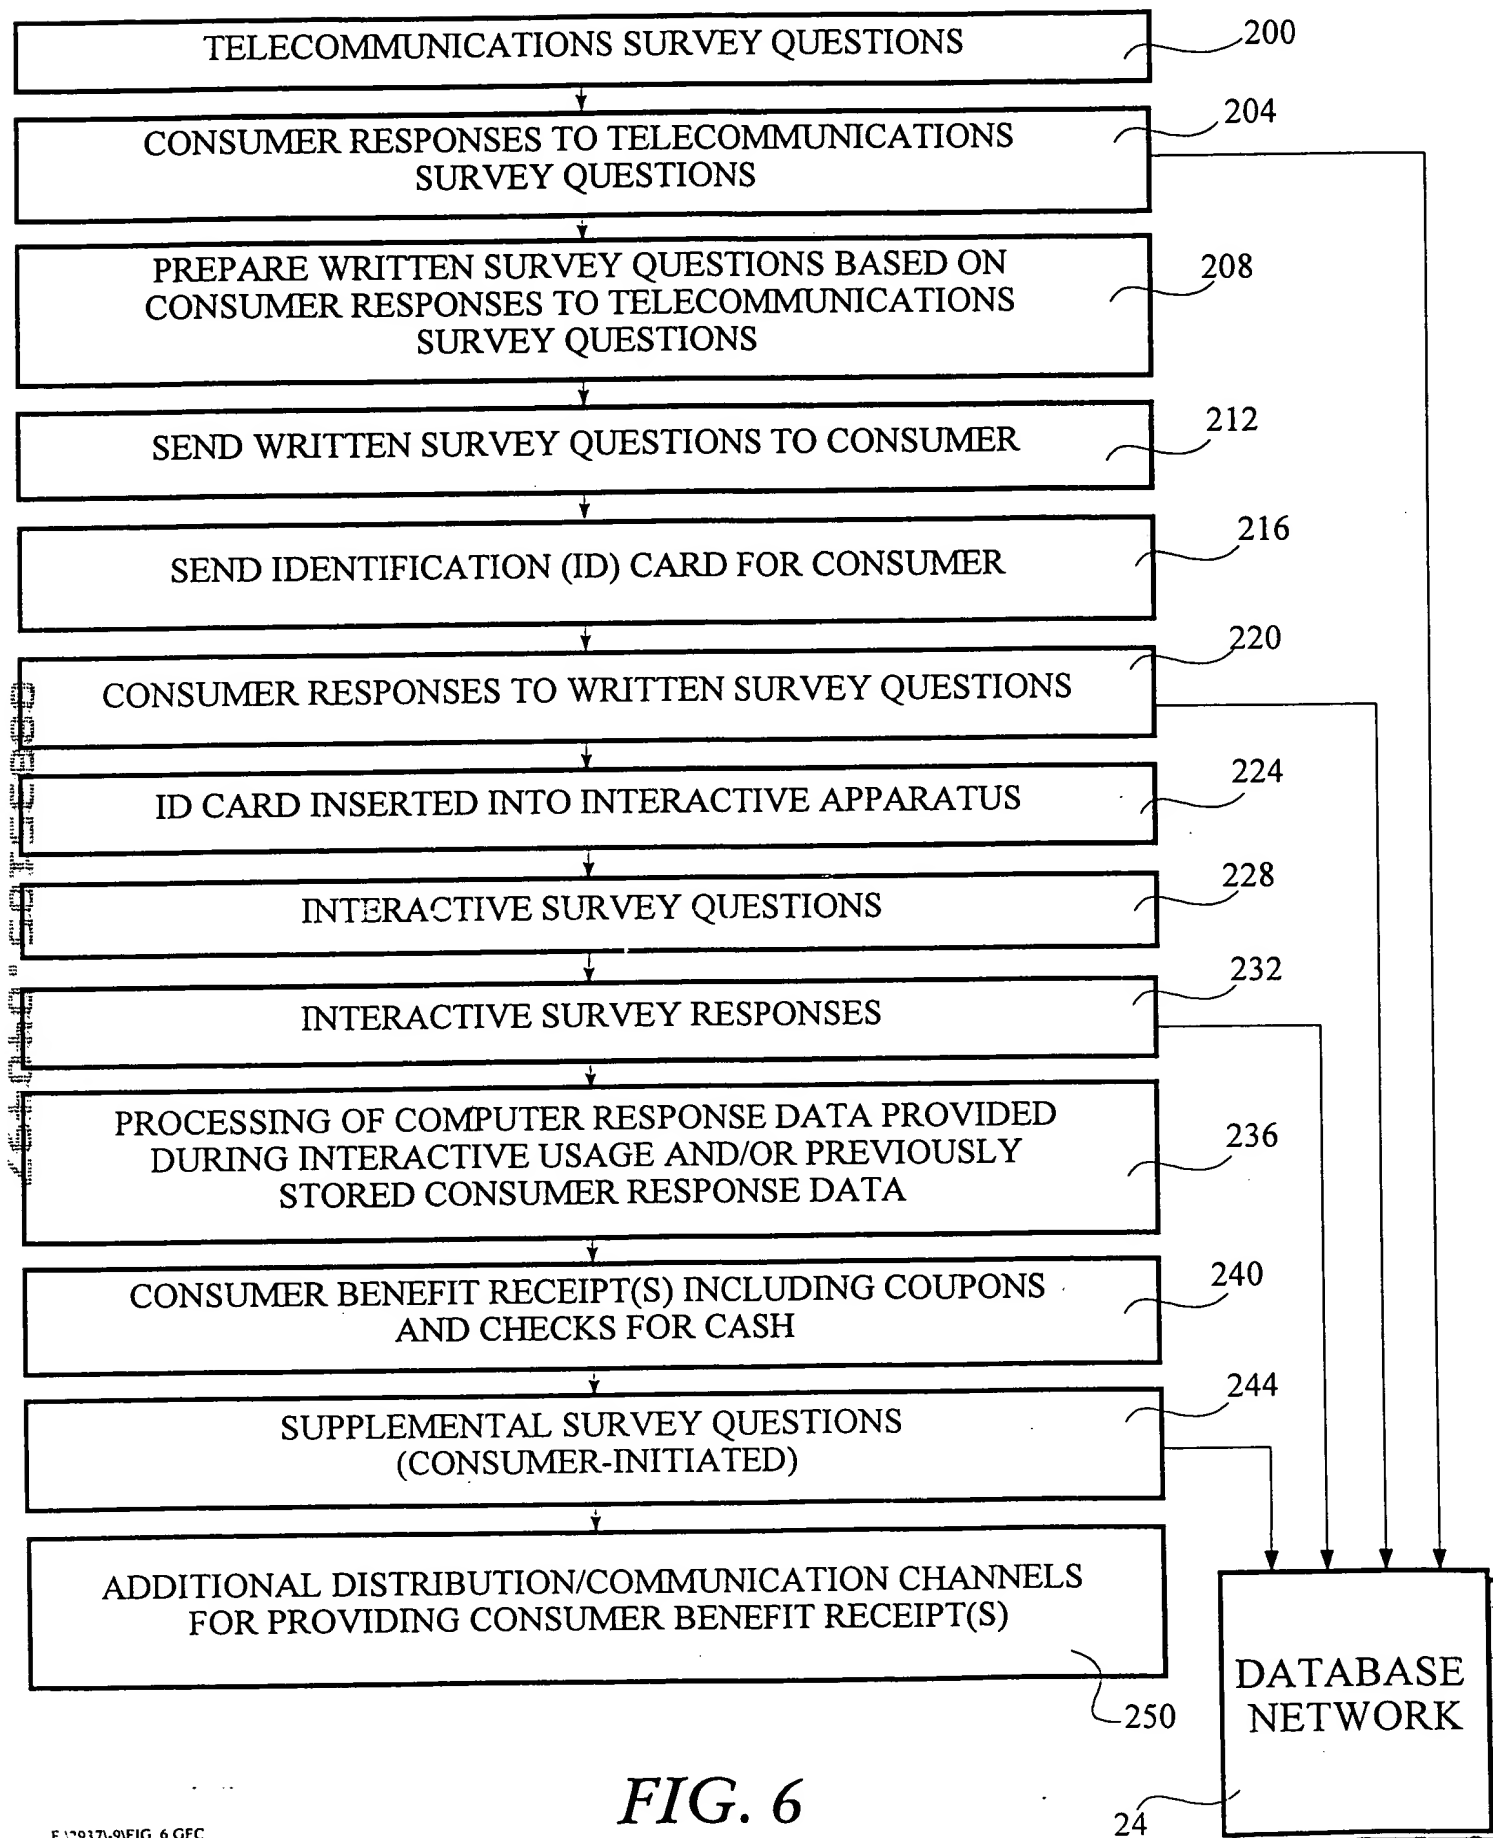 TELECOMMUNICATIONS SURVEY QUESTIONS
200
CONSUMER RESPONSES TO TELECOMMUNICATIONS
SURVEY QUESTIONS
204
PREPARE WRITTEN SURVEY QUESTIONS BASED ON
CONSUMER RESPONSES TO TELECOMMUNICATIONS
SURVEY QUESTIONS
208
SEND WRITTEN SURVEY QUESTIONS TO CONSUMER
212
SEND IDENTIFICATION (ID) CARD FOR CONSUMER
216
CONSUMER RESPONSES TO WRITTEN SURVEY QUESTIONS
220
ID CARD INSERTED INTO INTERACTIVE APPARATUS
224
INTERACTIVE SURVEY QUESTIONS
228
INTERACTIVE SURVEY RESPONSES
232
PROCESSING OF COMPUTER RESPONSE DATA PROVIDED
DURING INTERACTIVE USAGE AND/OR PREVIOUSLY
STORED CONSUMER RESPONSE DATA
236
CONSUMER BENEFIT RECEIPT(S) INCLUDING COUPONS
AND CHECKS FOR CASH
240
SUPPLEMENTAL SURVEY QUESTIONS
(CONSUMER-INITIATED)
244
ADDITIONAL DISTRIBUTION/COMMUNICATION CHANNELS
FOR PROVIDING CONSUMER BENEFIT RECEIPT(S)
250
DATABASE
NETWORK
24
FIG. 6